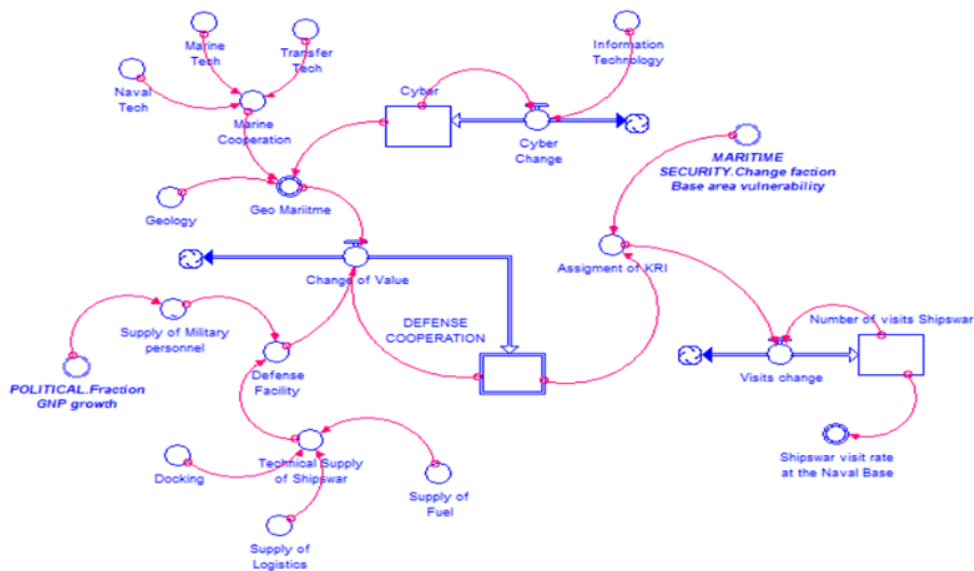 Marine
Tech
Transfer
Tech
Information
Technology
Naval
Tech
Cyber
Marine
Cooperation
Cyber
Change
MARITIME
SECURITY.Change faction
Base area vulnerability
Geology
Geo Mariitme
Assigment of KRI
Change of Value
Supply of Military
personnel
DEFENSE
COOPERATION
Number of visits Shipswar
Visits change
Defense
Facility
POLITICAL.Fraction
GNP growth
Technical Supply
of Shipswar
Docking
Supply of
Fuel
Shipswar visit rate
at the Naval Base
Supply of
Logistics